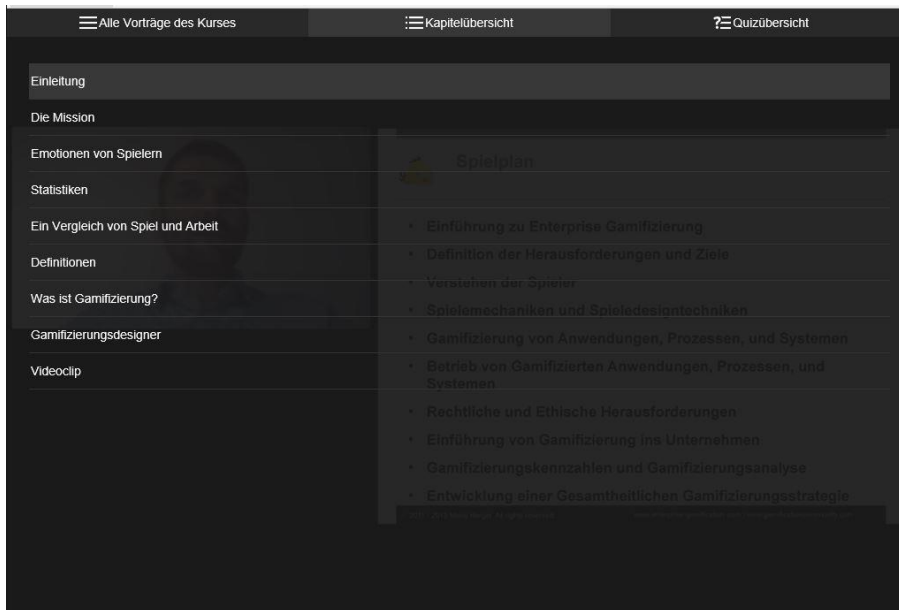 Alle Vorträge des Kurses
Kapitelübersicht
Quizübersicht
Einleitung
Die Mission
Emotionen von Spielern
Statistiken
Ein Vergleich von Spiel und Arbeit
Definitionen
Was ist Gamifizierung?
Gamifizierungsdesigner
Videoclip
Spielplan
• Einführung zu Enterprise Gamifizierung
• Definition der Herausforderungen und Ziele
• Verstehen der Spieler
• Spielemechaniken und Spieledesigntechniken
• Gamifizierung von Anwendungen, Prozessen, und Systemen
• Betrieb von Gamifizierten Anwendungen, Prozessen, und
Systemen
• Rechtliche und Ethische Herausforderungen
• Einführung von Gamifizierung ins Unternehmen
• Gamifizierungskennzahlen und Gamifizierungsanalyse
• Entwicklung einer Gesamtheitlichen Gamifizierungsstrategie